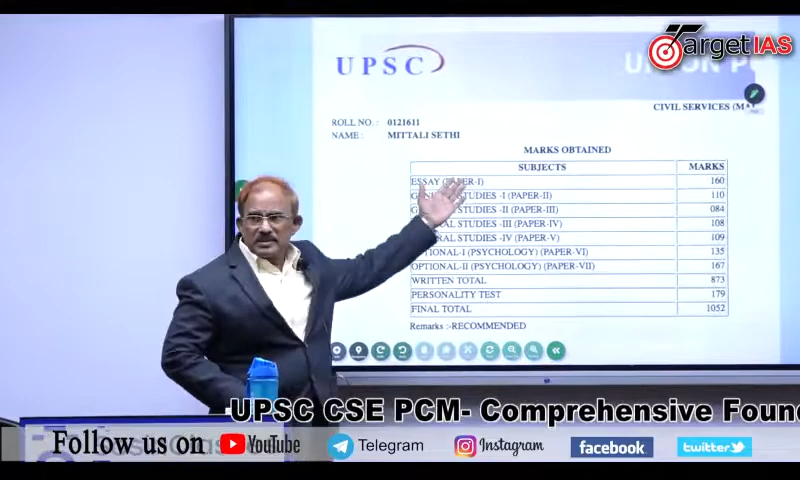 Target IAS
UPSC
CIVIL SERVICES
ROLL NO. : 0121611
NAME : MITTALI SETHI
MARKS OBTAINED
SUBJECTS MARKS
ESSAY (PAPER-I) 160
STUDIES -I (PAPER-II) 110
STUDIES -II (PAPER-III) 084
STUDIES -III (PAPER-IV) 108
STUDIES -IV (PAPER-V) 109
(PSYCHOLOGY) (PAPER-VI) 135
OPTIONAL-II (PSYCHOLOGY) (PAPER-VII) 167
WRITTEN TOTAL 873
PERSONALITY TEST 179
FINAL TOTAL 1052
Remarks :-RECOMMENDED
UPSC CSE PCM- Comprehensive
Follow us on YouTube Telegram Instagram facebook twitter